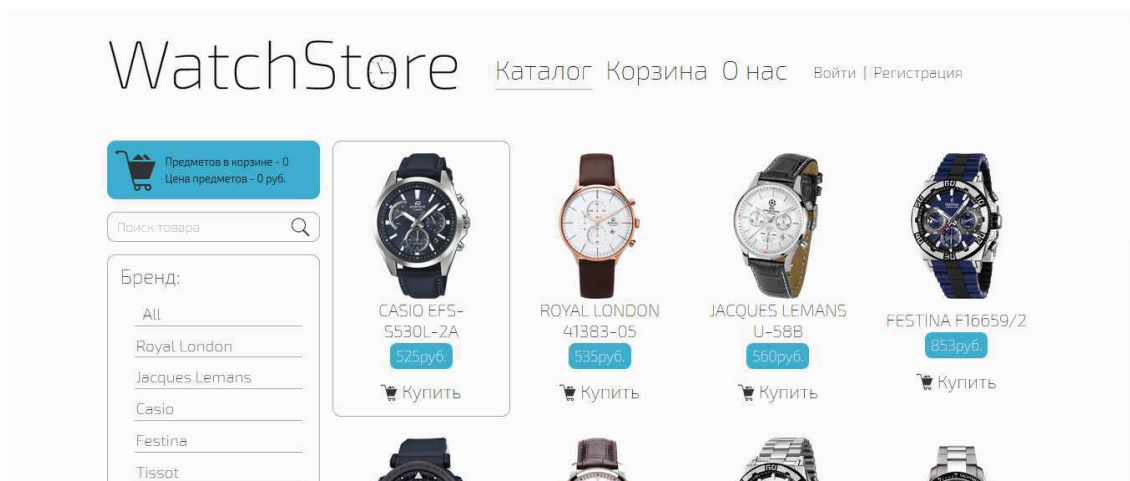 WatchStore
Каталог Корзина О нас Войти | Регистрация
Предметов в корзине - 0
Цена предметов - 0 руб.
Поиск товара
Бренд:
All
Royal London
Jacques Lemans
Casio
Festina
Tissot
CASIO EFS-
S530L-2A
525руб.
Купить
ROYAL LONDON
41383-05
535руб.
Купить
JACQUES LEMANS
U-58B
560руб.
Купить
FESTINA F16659/2
853руб.
Купить